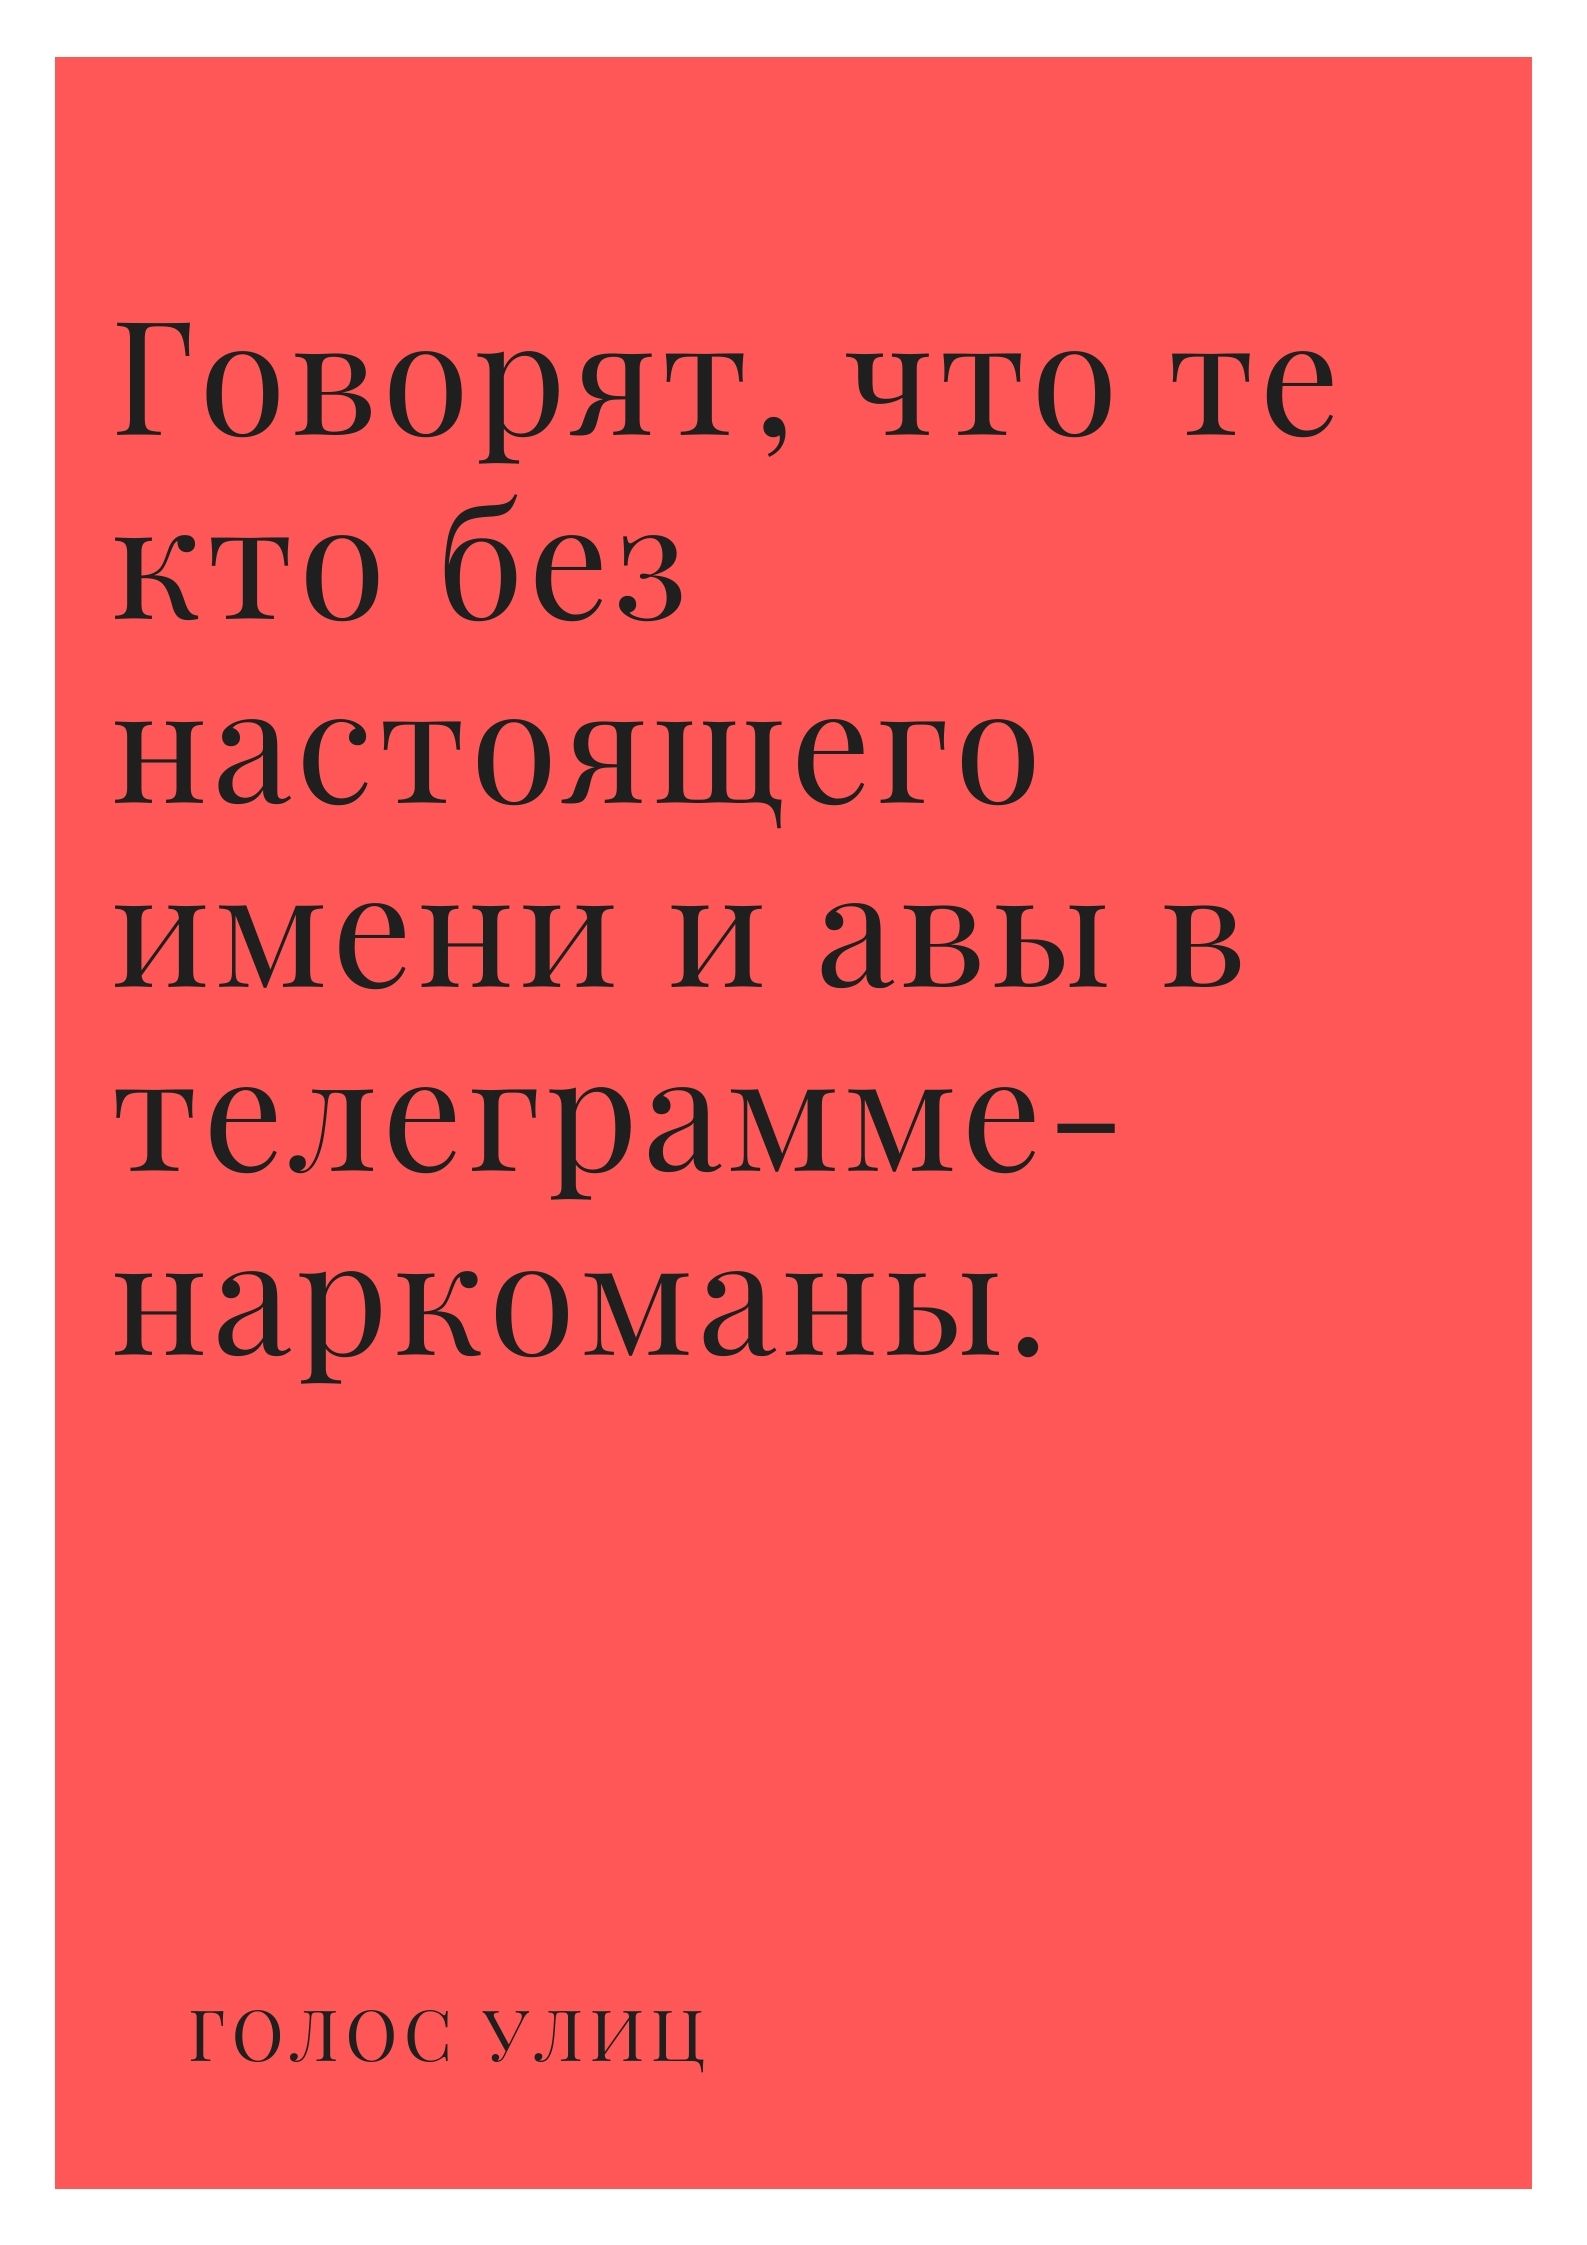 Говорят, что те
кто без
настоящего
имени и авы в
телеграмме-
наркоманы.
ГОЛОС УЛИЦ